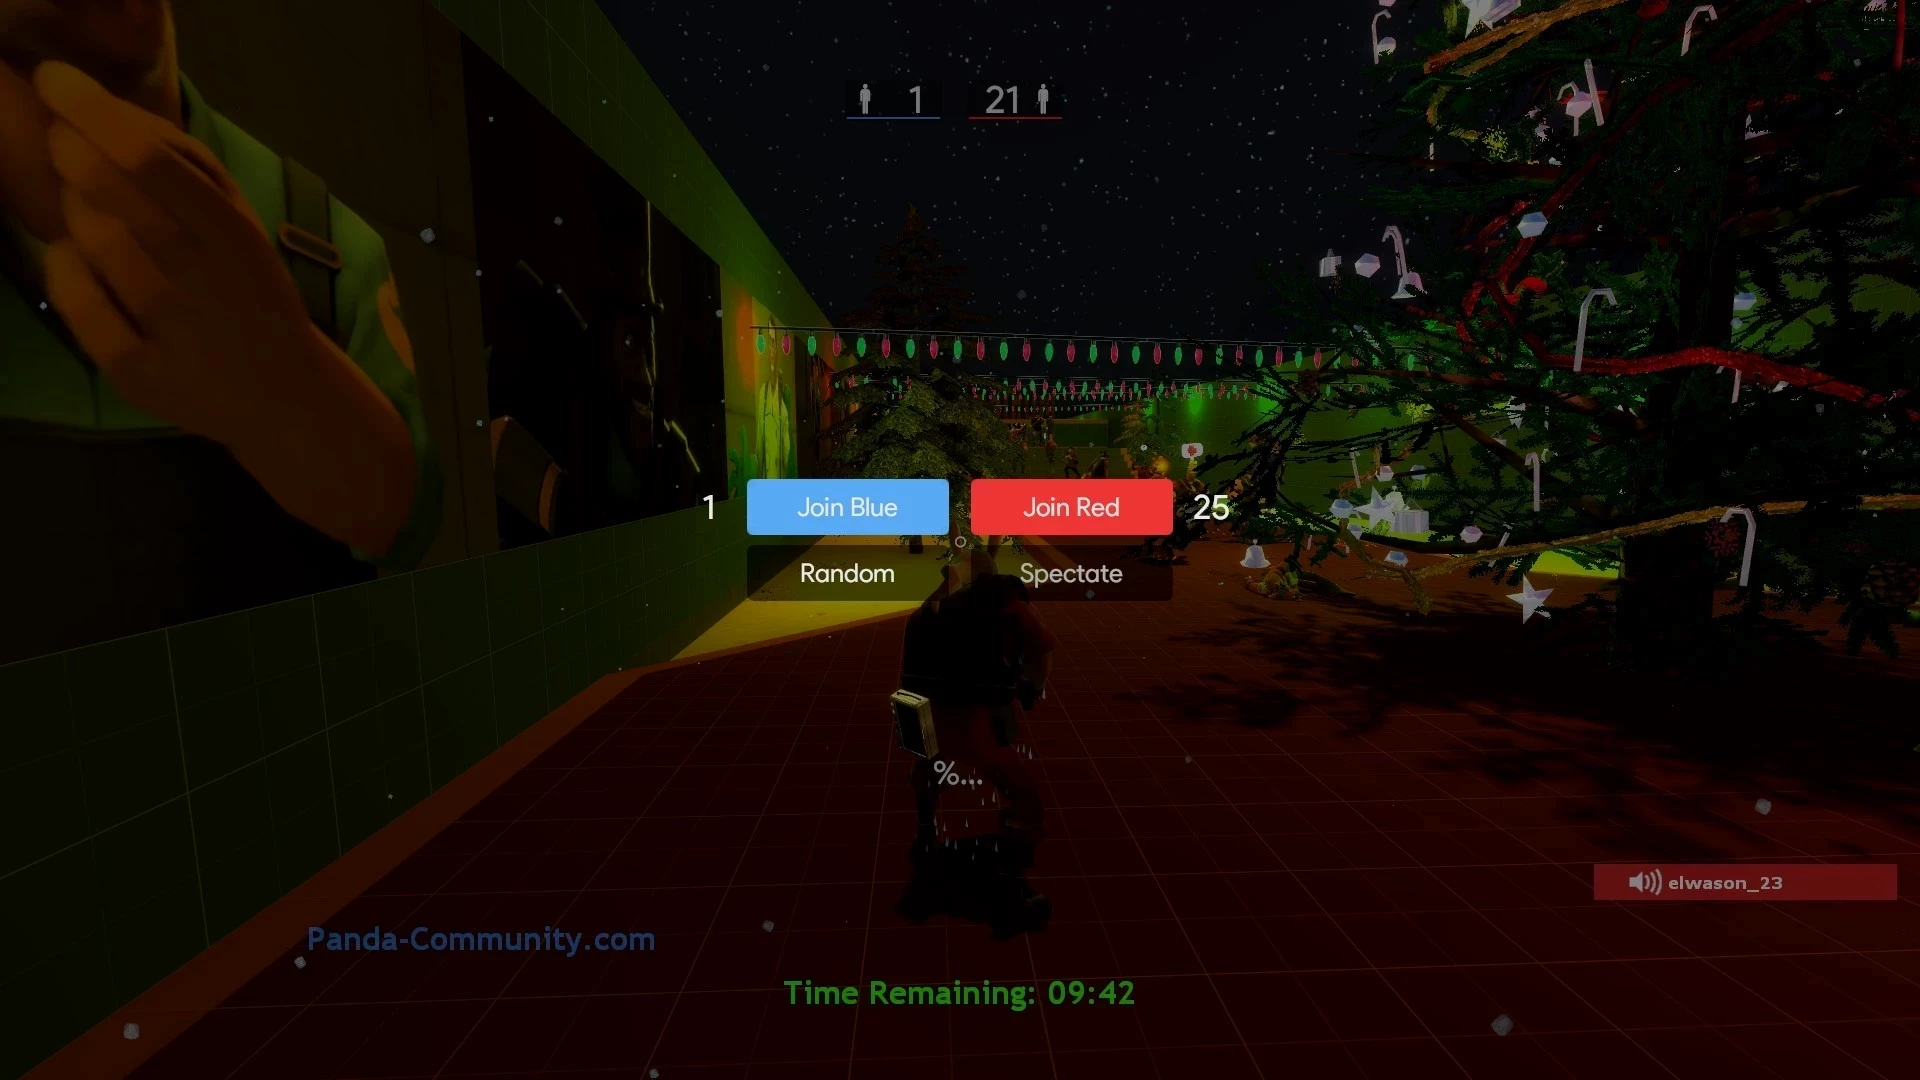 1 21
1 Join Blue Join Red 25
Random Spectate
%...
elwason_23
Panda-Community.com
Time Remaining: 09:42